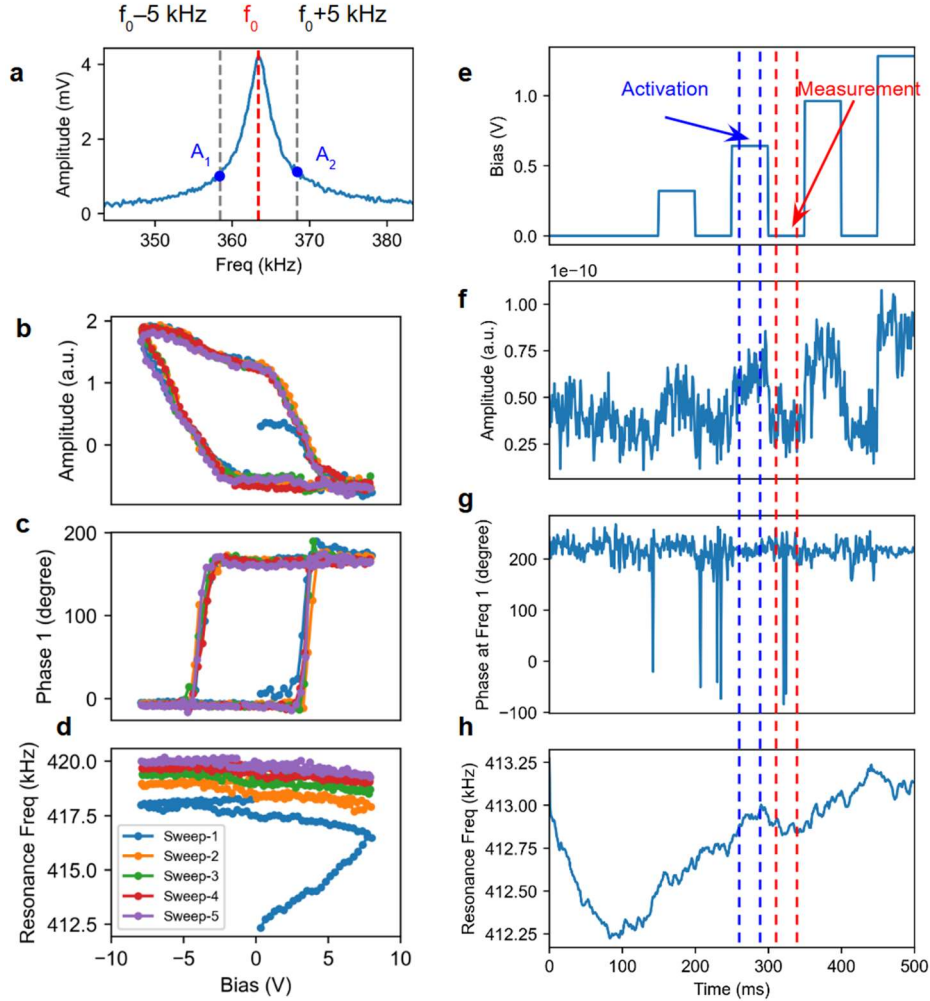 f₀–5 kHz
f₀
f₀+5 kHz
a
4
2
0
Amplitude (mV)
A₁
A₂
350
360
370
380
Freq (kHz)
b
2
1
0
Amplitude (a.u.)
c
200
100
0
Phase 1 (degree)
d
420.0
417.5
415.0
412.5
Resonance Freq (kHz)
Sweep-1
Sweep-2
Sweep-3
Sweep-4
Sweep-5
−10
−5
0
5
10
Bias (V)
e
1.0
0.5
0.0
Bias (V)
Activation
Measurement
f
1e−10
1.00
0.75
0.50
0.25
Amplitude (a.u.)
g
200
100
0
−100
Phase at Freq 1 (degree)
h
413.25
413.00
412.75
412.50
412.25
Resonance Freq (kHz)
0
100
200
300
400
500
Time (ms)